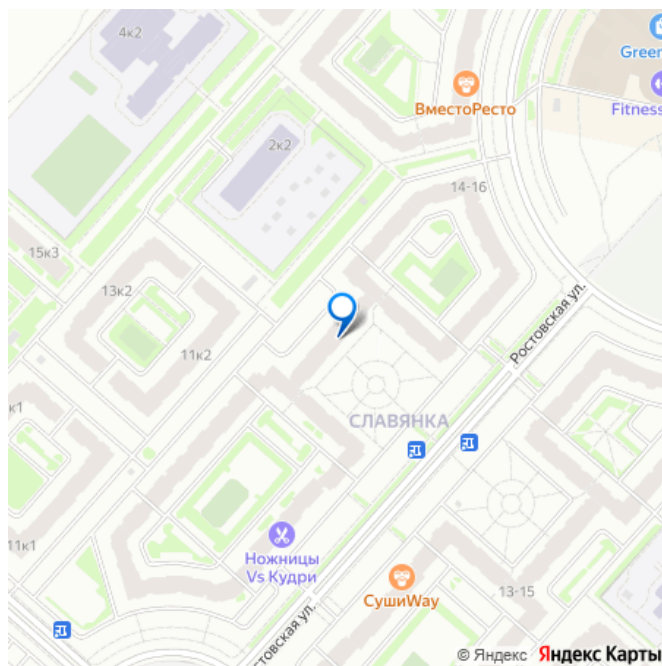 4к2
Green
ВместоРесто
Fitness
2к2
14-16
15к3
13к2
Ростовская ул.
11к2
к1
СЛАВЯНКА
11к1
Ножницы
Vs Кудри
СушиWay
13-15
Ростовская ул.
© Яндекс Яндекс Карты